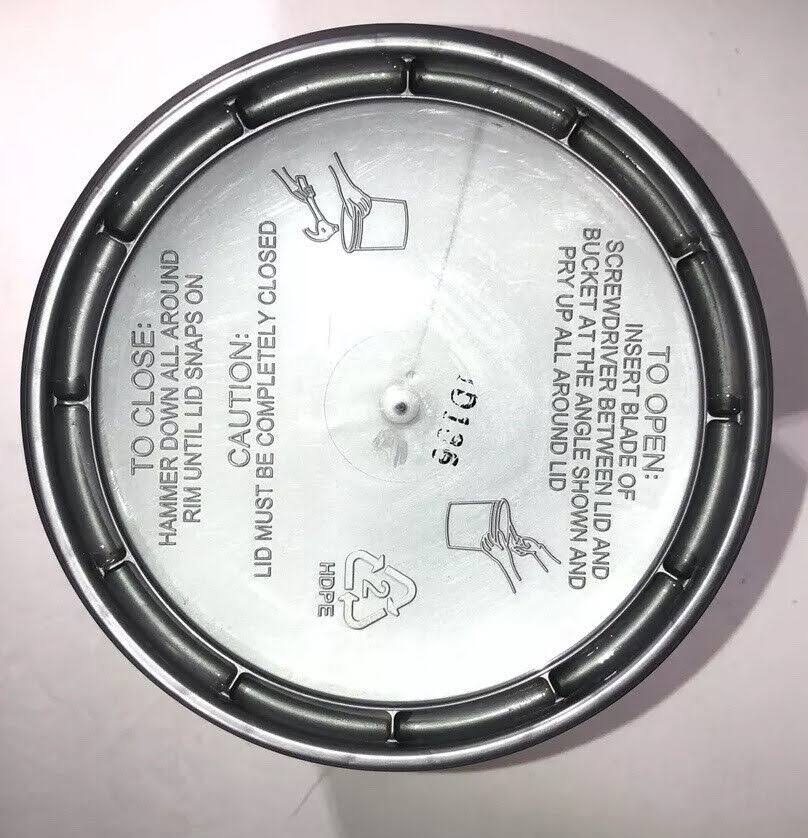 TO CLOSE:
HAMMER DOWN ALL AROUND
RIM UNTIL LID SNAPS ON
CAUTION:
LID MUST BE COMPLETELY CLOSED
2
HDPE
TO OPEN:
INSERT BLADE OF
SCREWDRIVER BETWEEN LID AND
BUCKET AT THE ANGLE SHOWN AND
PRY UP ALL AROUND LID